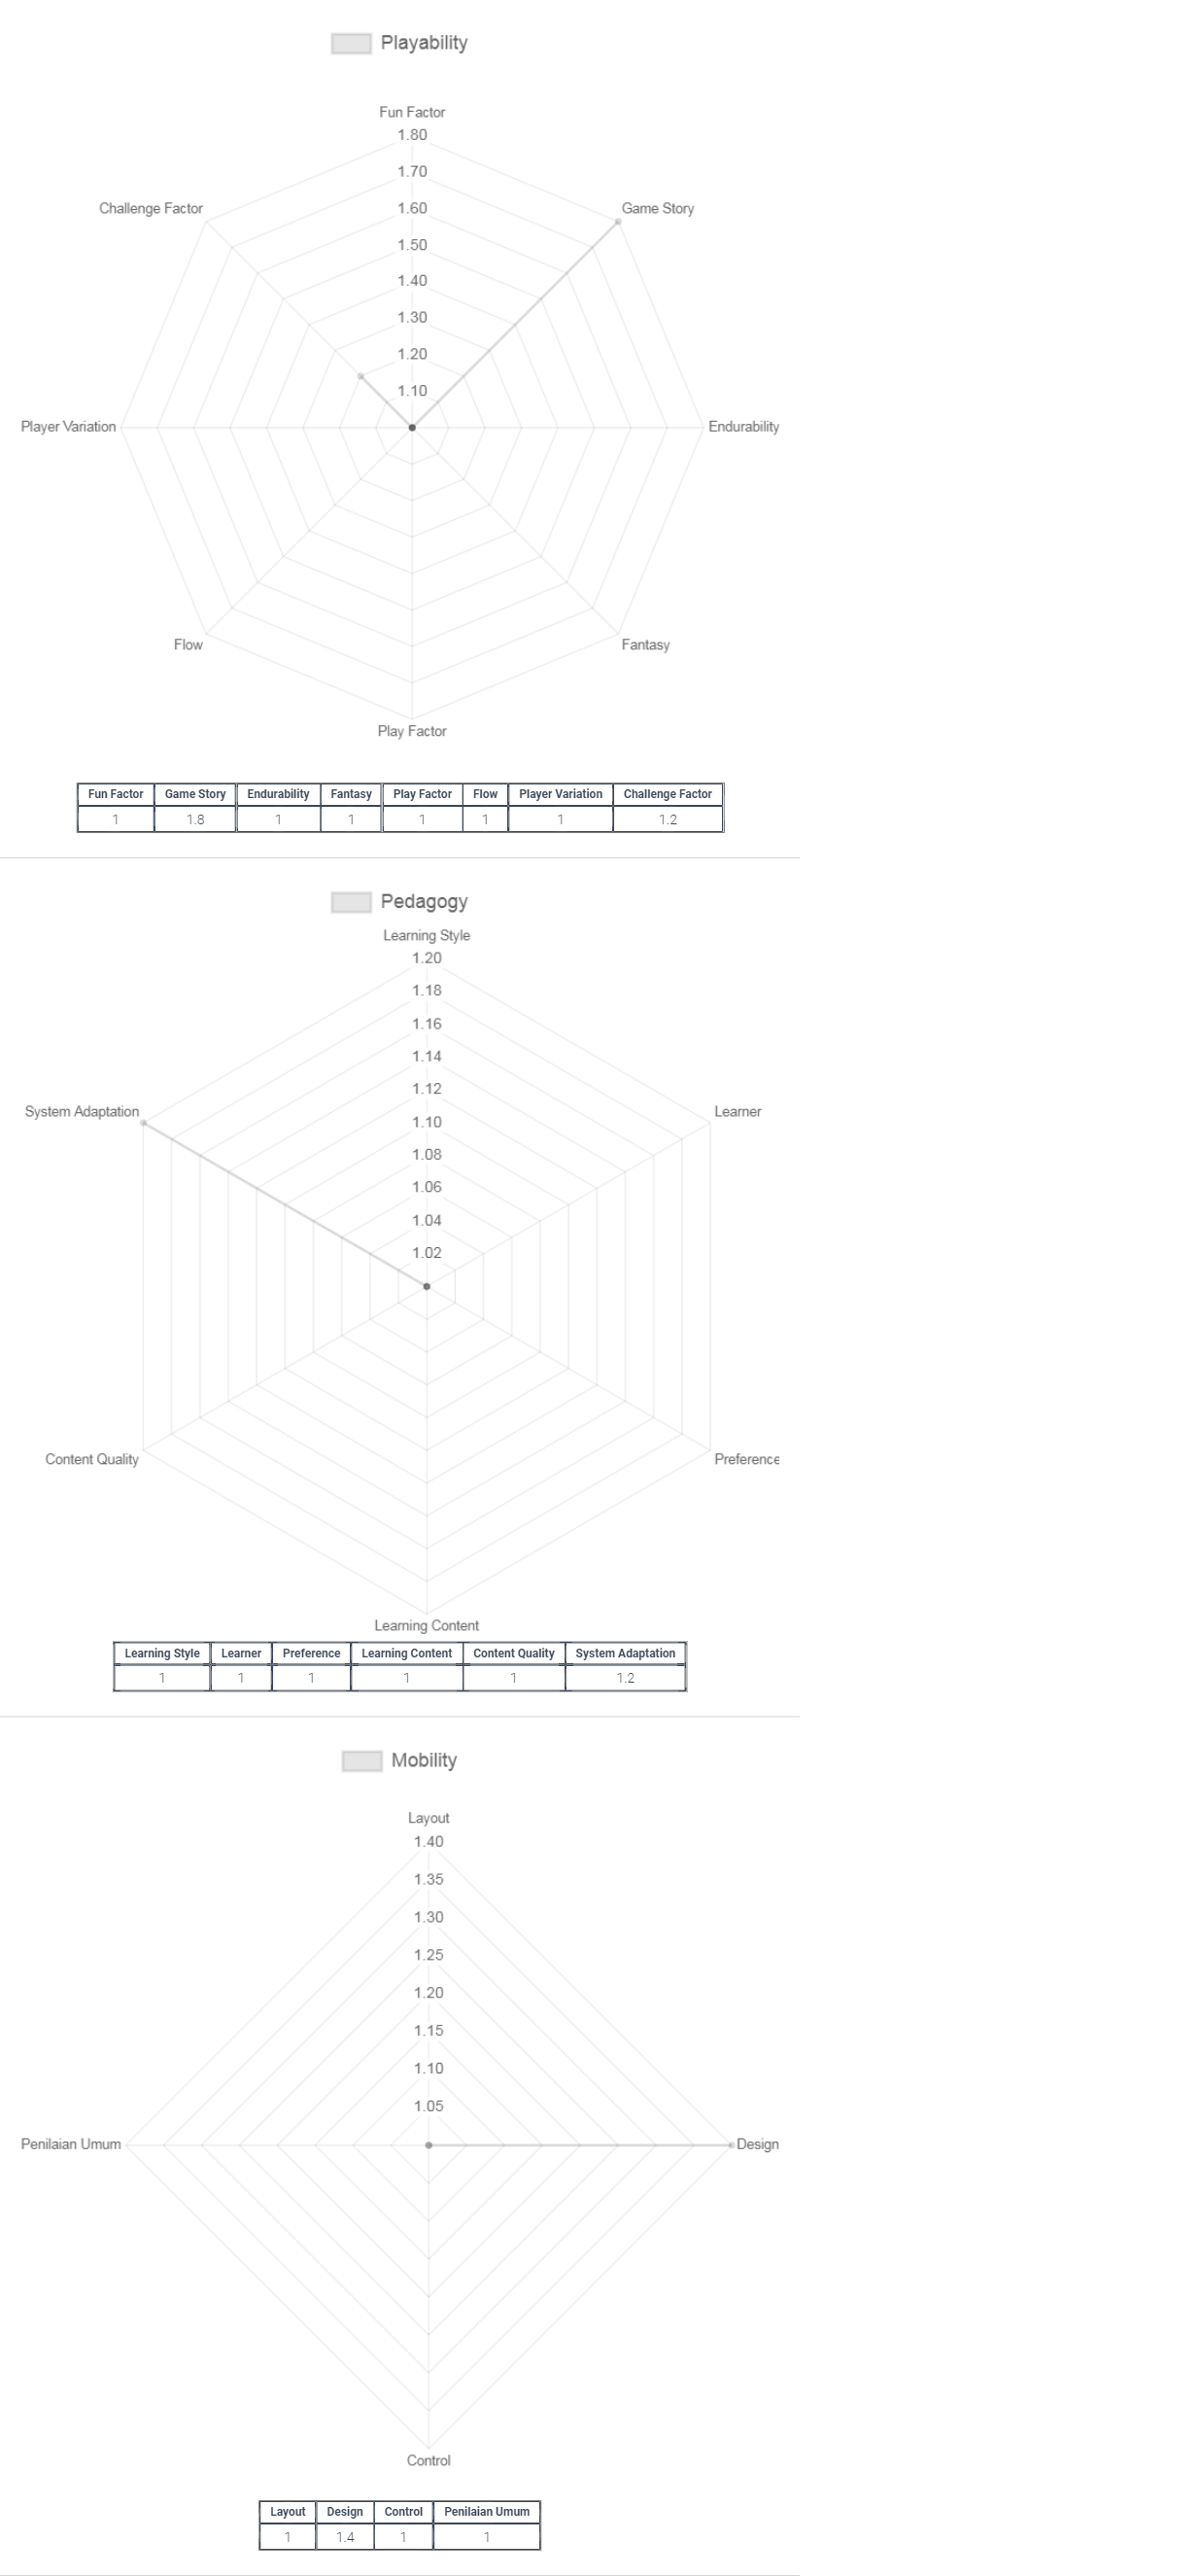 Playability
Fun Factor
1.80
1.70
Challenge Factor
1.60
Game Story
1.50
1.40
1.30
1.20
1.10
Player Variation
Endurability
Flow
Fantasy
Play Factor
Fun Factor Game Story Endurability Fantasy Play Factor Flow Player Variation Challenge Factor
1 1.8 1 1 1 1 1 1.2
Pedagogy
Learning Style
1.20
1.18
1.16
1.14
1.12
System Adaptation
Learner
1.10
1.08
1.06
1.04
1.02
Content Quality
Preference
Learning Content
Learning Style Learner Preference Learning Content Content Quality System Adaptation
1 1 1 1 1 1.2
Mobility
Layout
1.40
1.35
1.30
1.25
1.20
1.15
1.10
1.05
Penilaian Umum
Design
Control
Layout Design Control Penilaian Umum
1 1.4 1 1